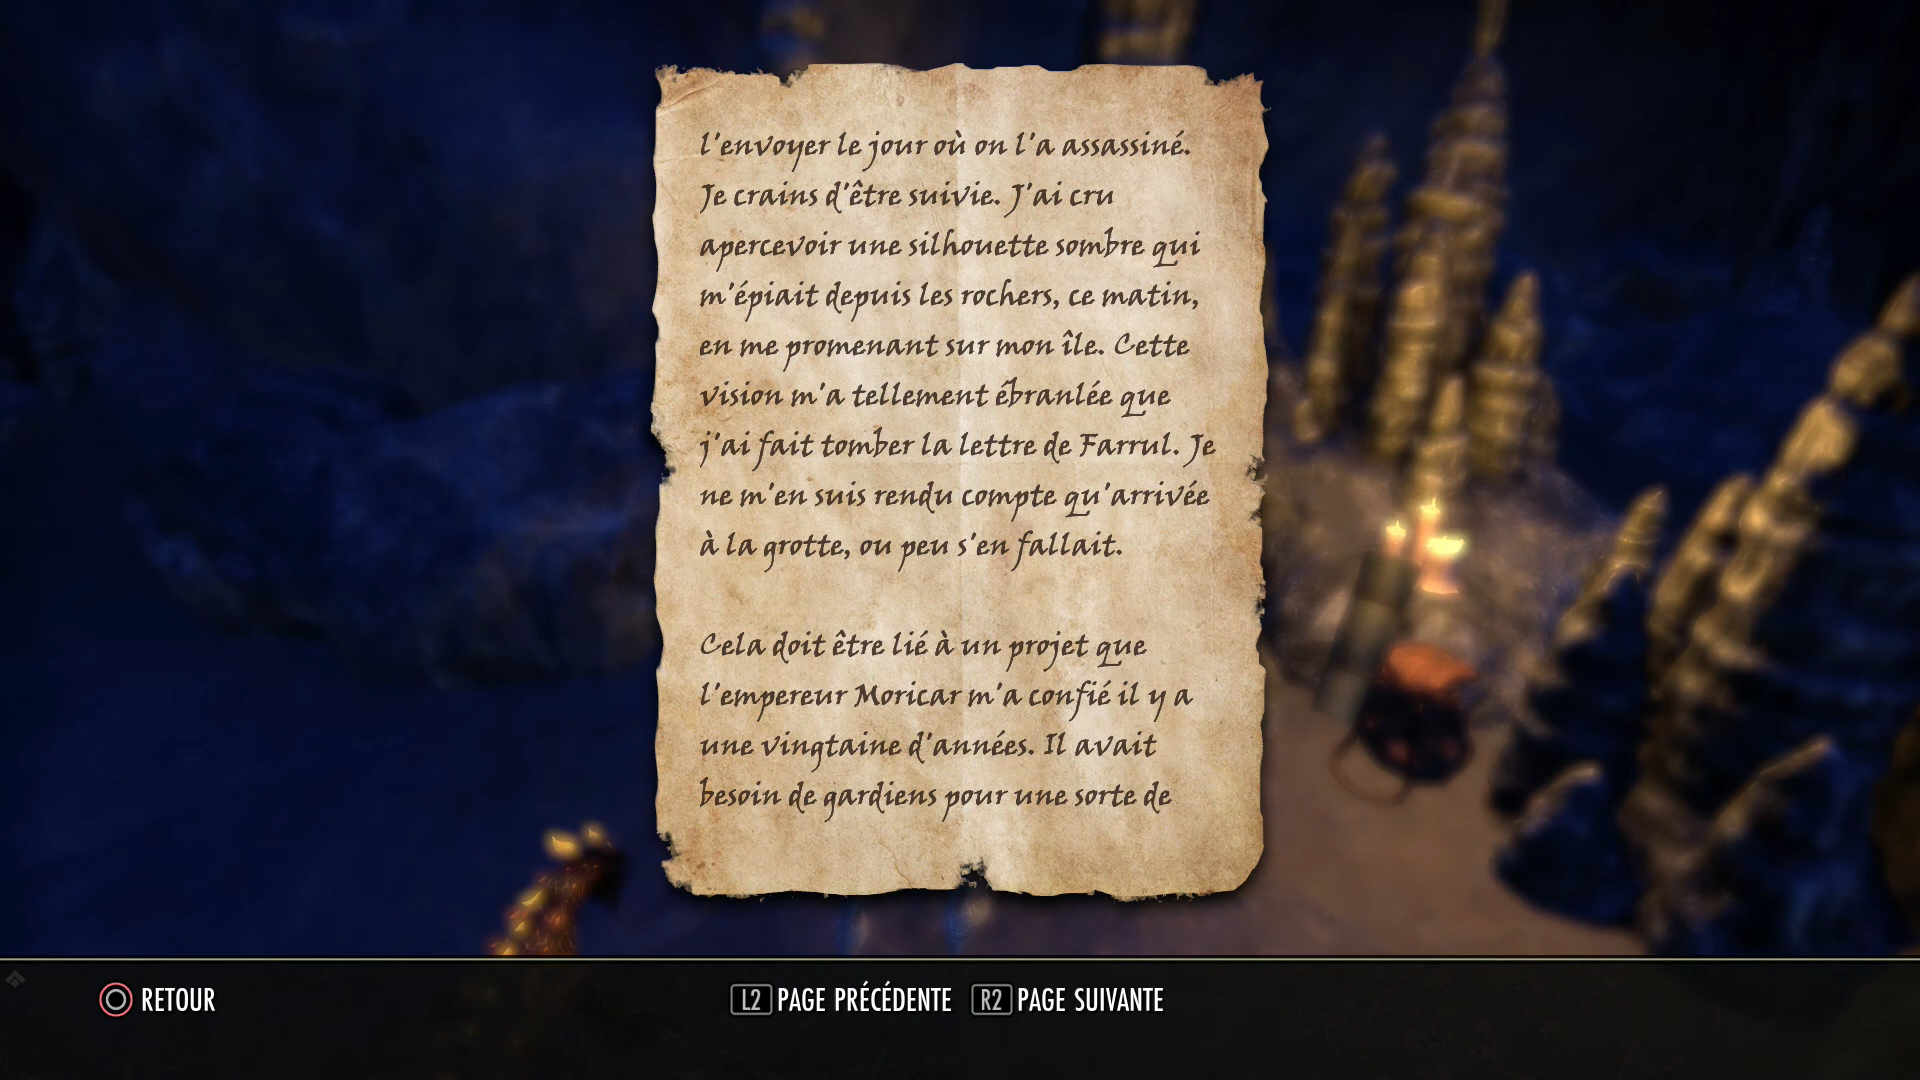 l'envoyer le jour où on l'a assassiné.
Je crains d'être suivie. J'ai cru
apercevoir une silhouette sombre qui
m'épiait depuis les rochers, ce matin,
en me promenant sur mon île. Cette
vision m'a tellement ébranlée que
j'ai fait tomber la lettre de Farrul. Je
ne m'en suis rendu compte qu'arrivée
à la grotte, ou peu s'en fallait.
Cela doit être lié à un projet que
l'empereur Moricar m'a confié il y a
une vingtaine d'années. Il avait
besoin de gardiens pour une sorte de
RETOUR
L2 PAGE PRÉCÉDENTE R2 PAGE SUIVANTE